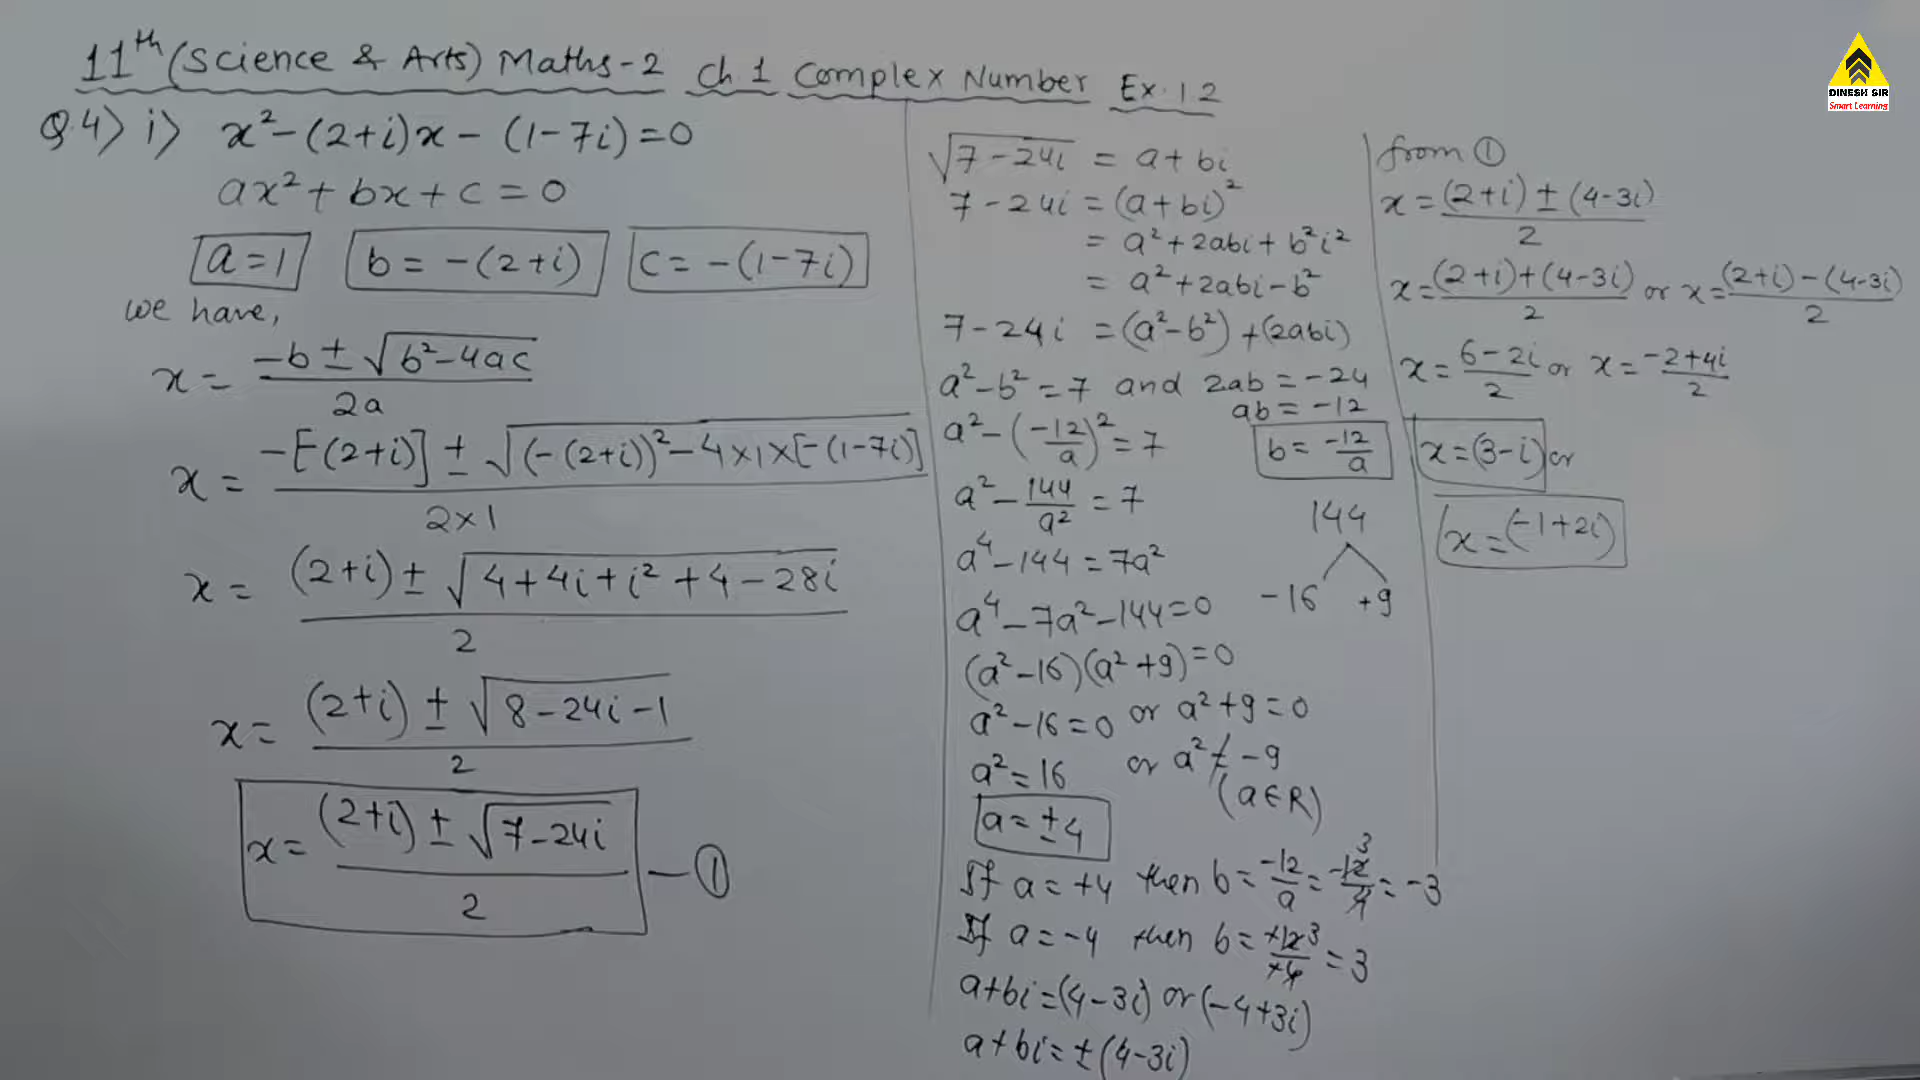 11th (Science & Arts) Maths-2 Ch 1 Complex Number Ex. 1.2
Q.4) i) x² - (2+i)x - (1-7i) = 0
ax² + bx + c = 0
a = 1 b = -(2+i) c = -(1-7i)
we have,
x = (-b ± √(b²-4ac)) / 2a
x = (-[-(2+i)] ± √((-(2+i))² - 4×1×[-(1-7i)])) / (2×1)
x = ((2+i) ± √(4+4i+i²+4-28i)) / 2
x = ((2+i) ± √(8-24i-1)) / 2
x = ((2+i) ± √(7-24i)) / 2 — ①
√(7-24i) = a+bi
7-24i = (a+bi)²
= a²+2abi+b²i²
= a²+2abi-b²
7-24i = (a²-b²)+(2abi)
a²-b² = 7 and 2ab = -24
ab = -12
a² - (-12/a)² = 7 b = -12/a
a² - 144/a² = 7 144
a⁴-144 = 7a²
a⁴-7a²-144=0 -16 +9
(a²-16)(a²+9)=0
a²-16=0 or a²+9=0
a²=16 or a² ≠ -9
(a∈R)
a = ±4
If a = +4 then b = -12/a = -12/4 = -3
3
If a = -4 then b = +12/+4 = 3
3
a+bi = (4-3i) or (-4+3i)
a+bi = ±(4-3i)
from ①
x = ((2+i) ± (4-3i)) / 2
x = ((2+i)+(4-3i)) / 2 or x = ((2+i)-(4-3i)) / 2
x = (6-2i)/2 or x = (-2+4i)/2
x = (3-i) or
x = (-1+2i)
DINESH SIR
Smart Learning